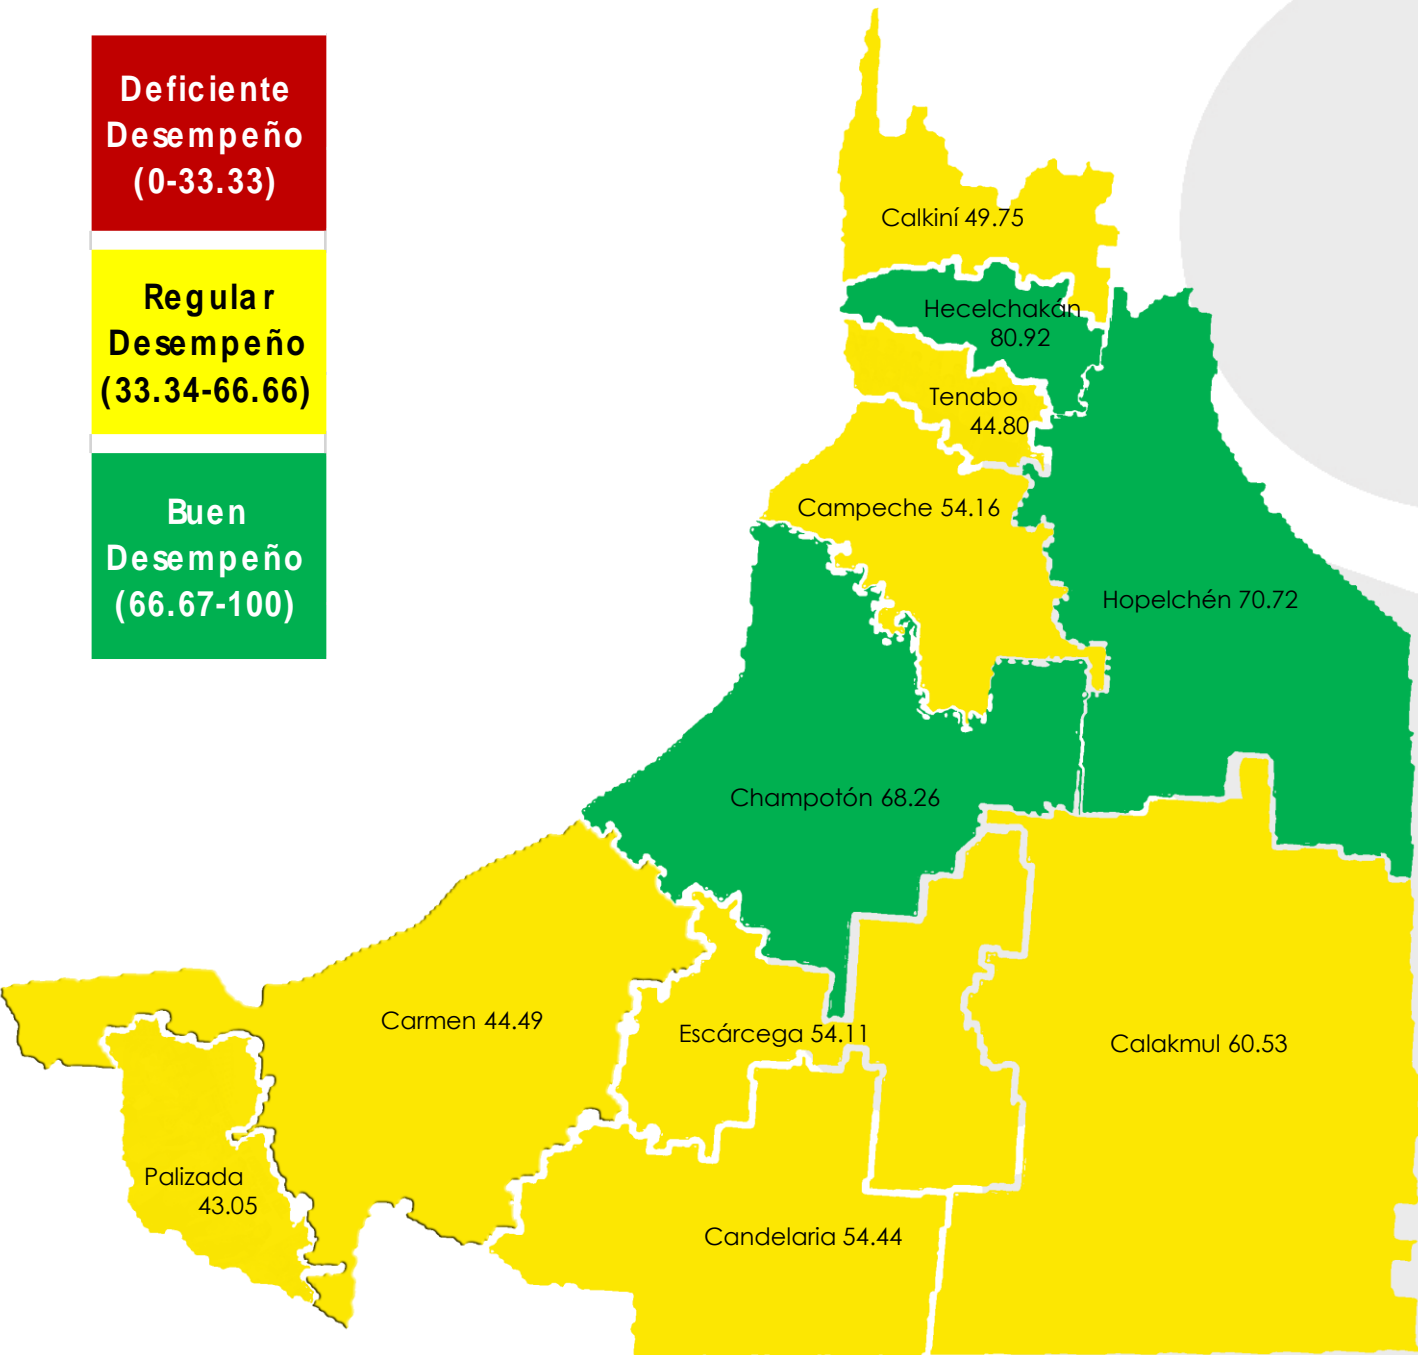 Deficiente
Desempeño
(0-33.33)
Regular
Desempeño
(33.34-66.66)
Buen
Desempeño
(66.67-100)
Calkiní 49.75
Hecelchakán
80.92
Tenabo
44.80
Campeche 54.16
Hopelchén 70.72
Champotón 68.26
Carmen 44.49
Escárcega 54.11
Calakmul 60.53
Palizada
43.05
Candelaria 54.44